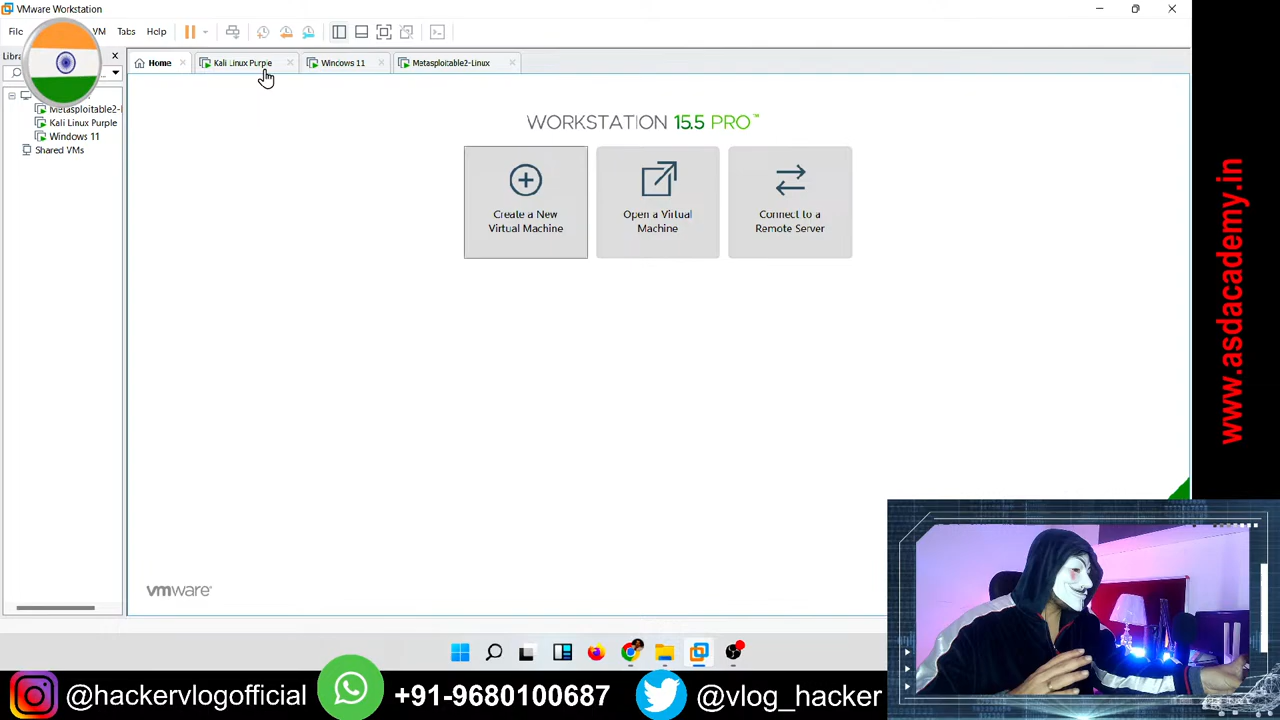 VMware Workstation
File
VM
Tabs
Help
Home
Kali Linux Purple
Windows 11
Metasploitable2-Linux
Metasploitable2-l
Kali Linux Purple
Windows 11
Shared VMs
WORKSTATION 15.5 PRO™
Create a New
Virtual Machine
Open a Virtual
Machine
Connect to a
Remote Server
vmware®
www.asdacademy.in
@hackervlogofficial
+91-9680100687
@vlog_hacker